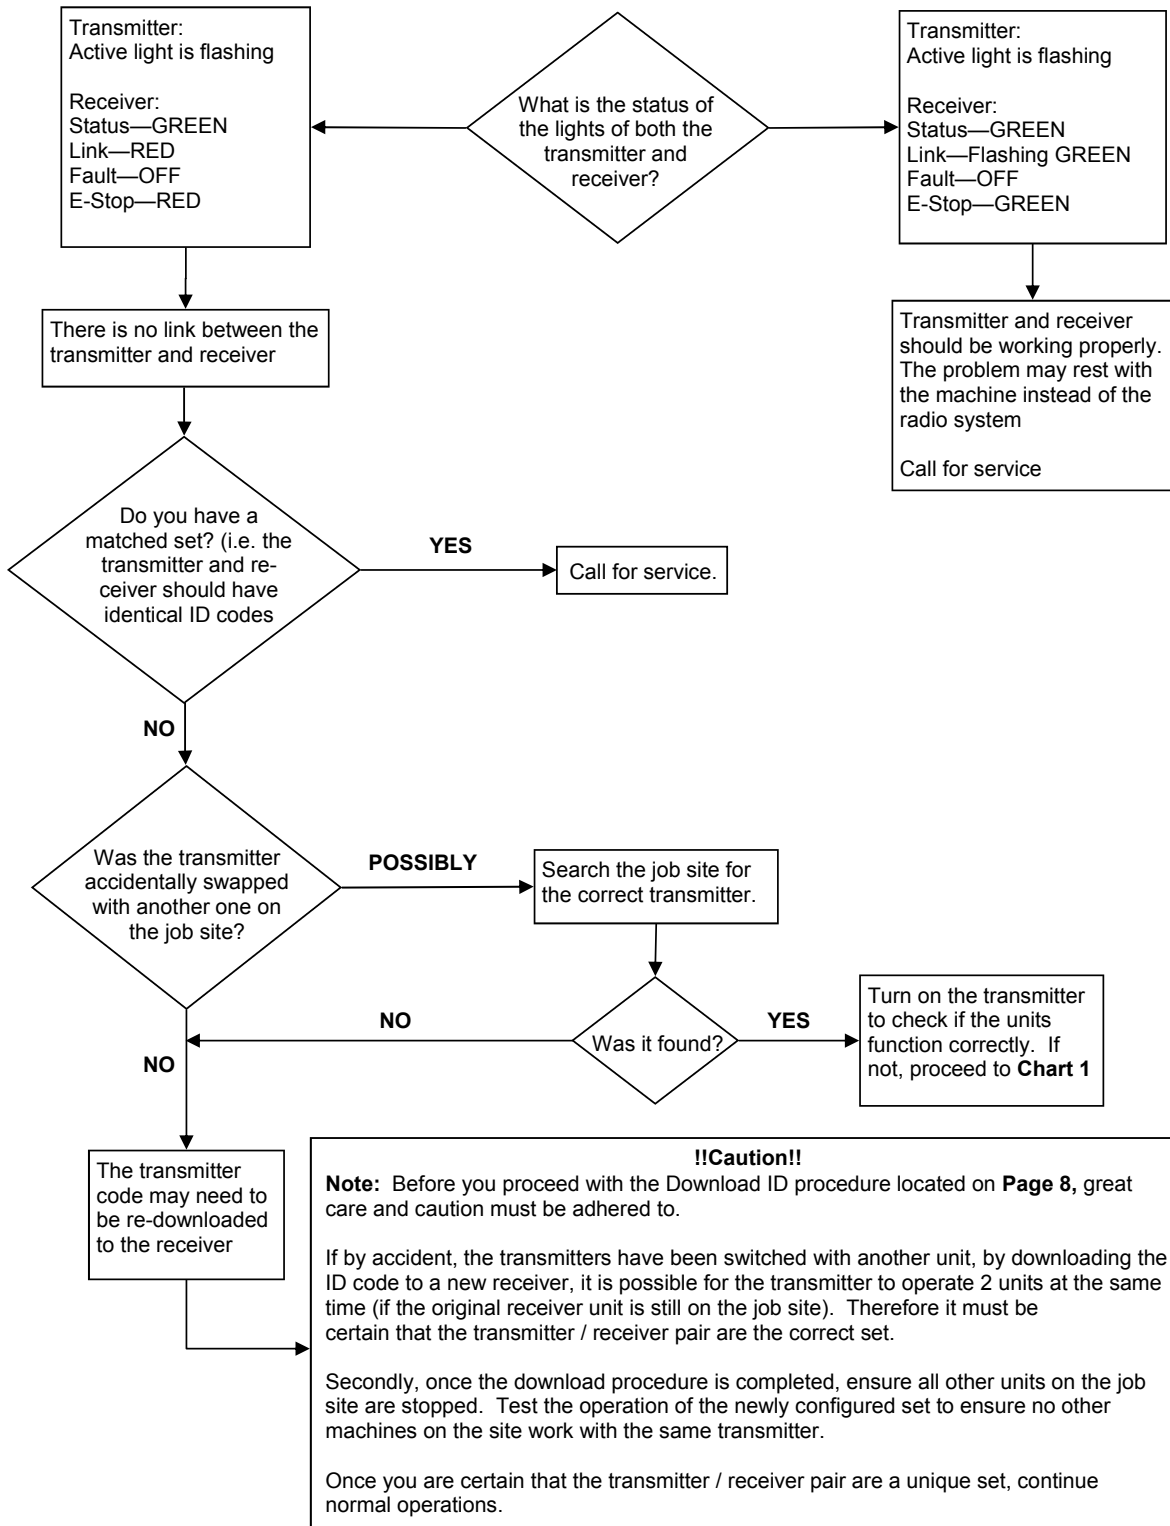 Transmitter:
Active light is flashing
Receiver:
Status—GREEN
Link—RED
Fault—OFF
E-Stop—RED
What is the status of
the lights of both the
transmitter and
receiver?
Transmitter:
Active light is flashing
Receiver:
Status—GREEN
Link—Flashing GREEN
Fault—OFF
E-Stop—GREEN
There is no link between the
transmitter and receiver
Transmitter and receiver
should be working properly.
The problem may rest with
the machine instead of the
radio system
Call for service
Do you have a
matched set? (i.e. the
transmitter and re-
ceiver should have
identical ID codes
YES
Call for service.
NO
Was the transmitter
accidentally swapped
with another one on
the job site?
POSSIBLY
Search the job site for
the correct transmitter.
Was it found?
NO
YES
Turn on the transmitter
to check if the units
function correctly.  If
not, proceed to Chart 1
NO
The transmitter
code may need to
be re-downloaded
to the receiver
!!Caution!!
Note:  Before you proceed with the Download ID procedure located on Page 8, great
care and caution must be adhered to.
If by accident, the transmitters have been switched with another unit, by downloading the
ID code to a new receiver, it is possible for the transmitter to operate 2 units at the same
time (if the original receiver unit is still on the job site).  Therefore it must be
certain that the transmitter / receiver pair are the correct set.
Secondly, once the download procedure is completed, ensure all other units on the job
site are stopped.  Test the operation of the newly configured set to ensure no other
machines on the site work with the same transmitter.
Once you are certain that the transmitter / receiver pair are a unique set, continue
normal operations.